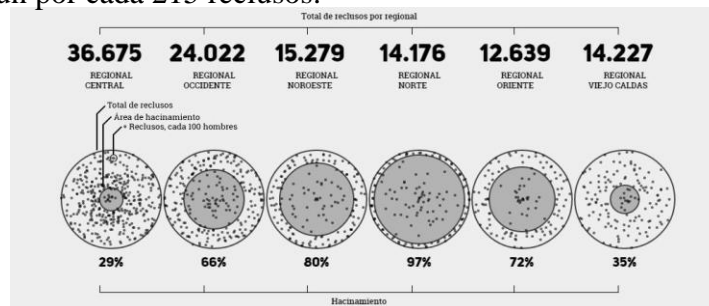 un por cada 215 reclusos.
Total de reclusos por regional
36.675 24.022 15.279 14.176 12.639 14.227
REGIONAL CENTRAL
REGIONAL OCCIDENTE
REGIONAL NOROESTE
REGIONAL NORTE
REGIONAL ORIENTE
REGIONAL VIEJO CALDAS
Total de reclusos
Área de hacinamiento
+ Reclusos, cada 100 hombres
29% 66% 80% 97% 72% 35%
Hacinamiento